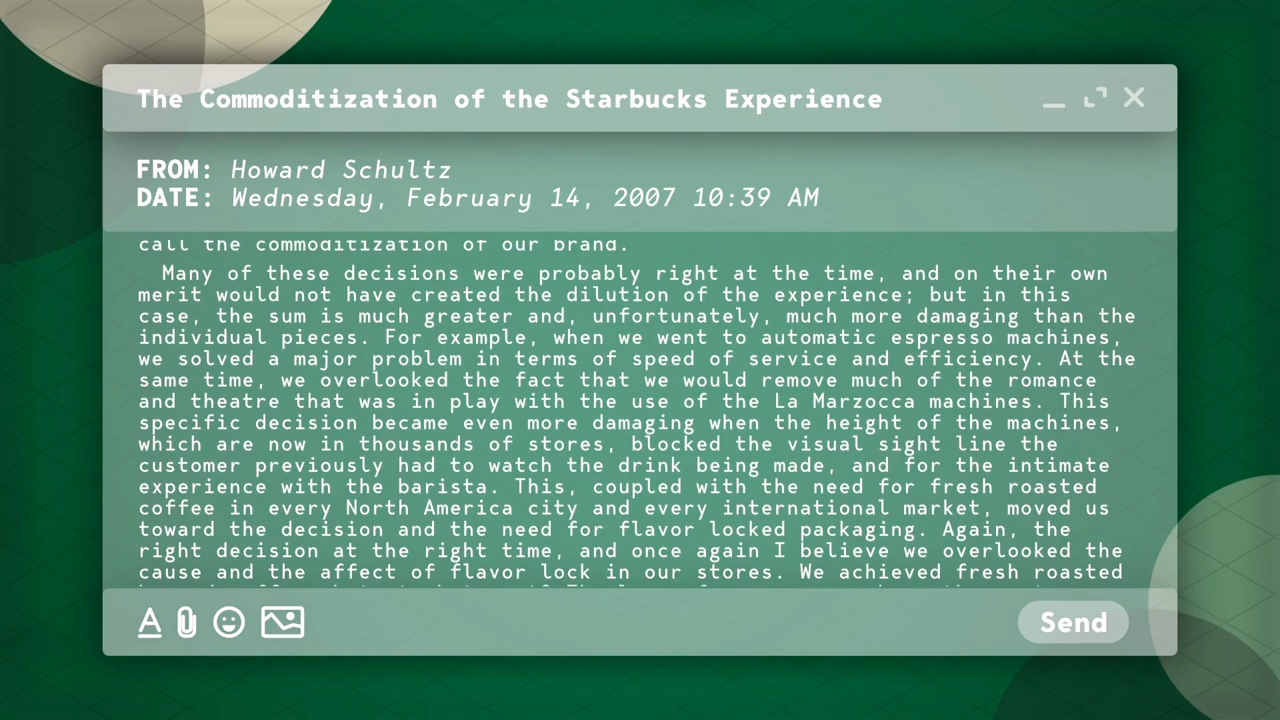 The Commoditization of the Starbucks Experience
FROM: Howard Schultz
DATE: Wednesday, February 14, 2007 10:39 AM
call the commoditization of our brand.
Many of these decisions were probably right at the time, and on their own
merit would not have created the dilution of the experience; but in this
case, the sum is much greater and, unfortunately, much more damaging than the
individual pieces. For example, when we went to automatic espresso machines,
we solved a major problem in terms of speed of service and efficiency. At the
same time, we overlooked the fact that we would remove much of the romance
and theatre that was in play with the use of the La Marzocca machines. This
specific decision became even more damaging when the height of the machines,
which are now in thousands of stores, blocked the visual sight line the
customer previously had to watch the drink being made, and for the intimate
experience with the barista. This, coupled with the need for fresh roasted
coffee in every North America city and every international market, moved us
toward the decision and the need for flavor locked packaging. Again, the
right decision at the right time, and once again I believe we overlooked the
cause and the affect of flavor lock in our stores. We achieved fresh roasted
Send